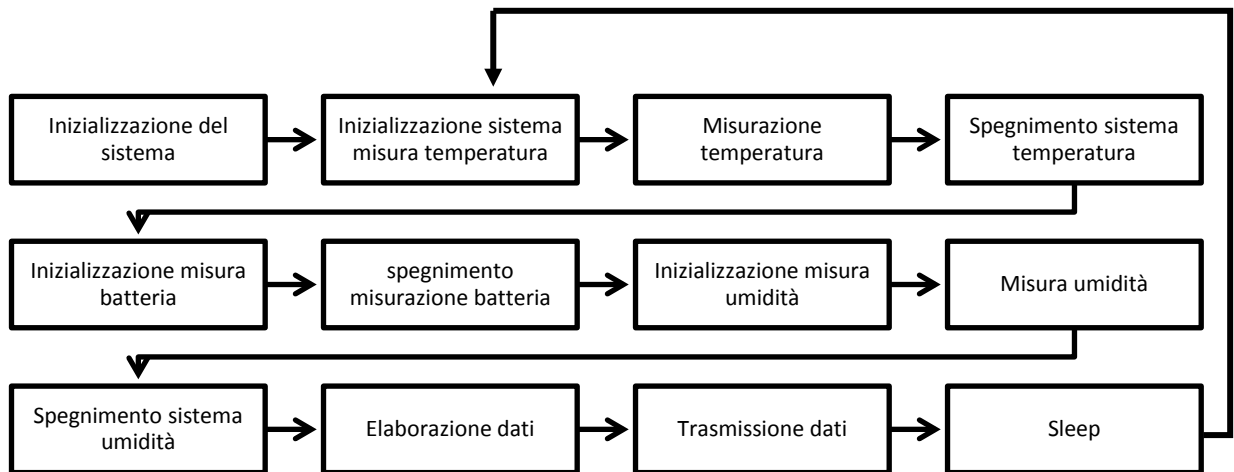 Inizializzazione del
sistema
Inizializzazione sistema
misura temperatura
Misurazione
temperatura
Spegnimento sistema
temperatura
Inizializzazione misura
batteria
spegnimento
misurazione batteria
Inizializzazione misura
umidità
Misura umidità
Spegnimento sistema
umidità
Elaborazione dati
Trasmissione dati
Sleep